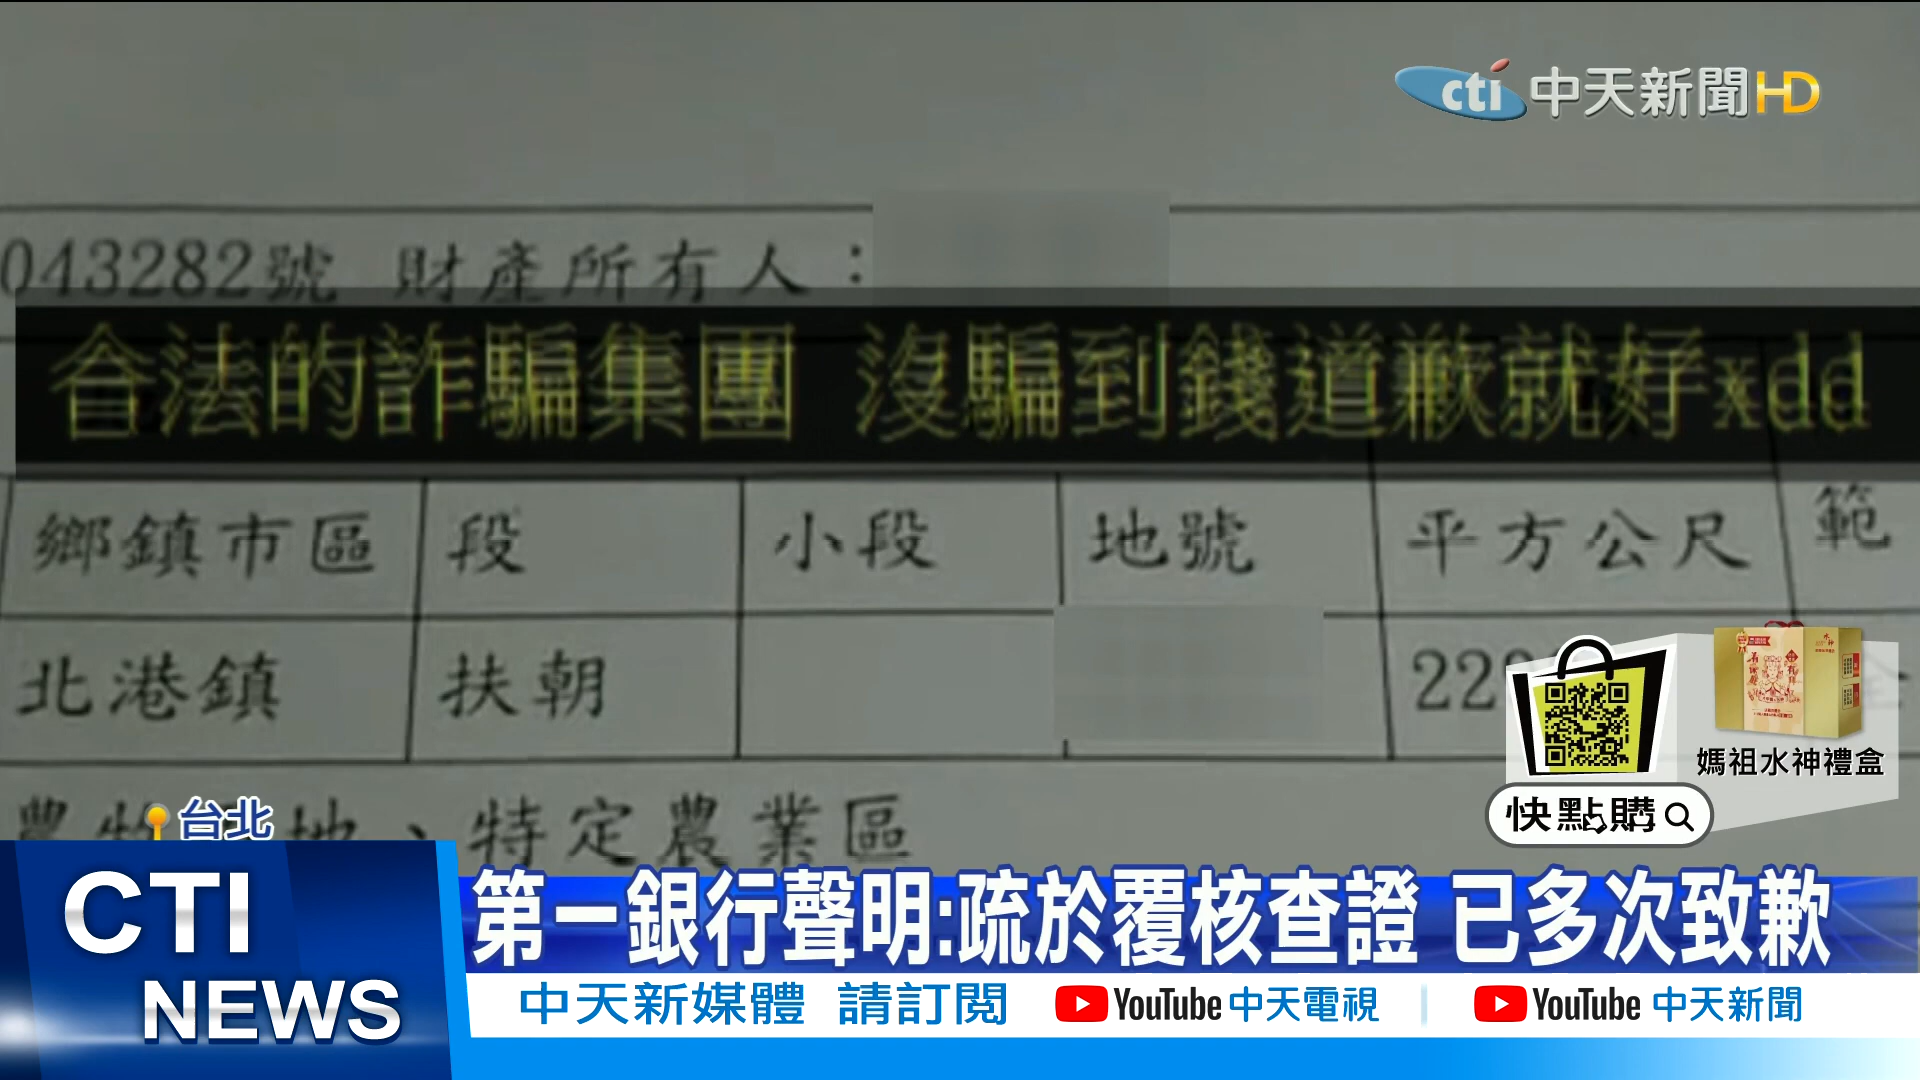 cti 中天新聞HD
043282號 財產所有人：
合法的詐騙集團 沒騙到錢道歉就好xdd
鄉鎮市區 段 小段 地號 平方公尺 範
北港鎮 扶朝 22
媽祖水神禮盒
快點購
台北
地、特定農業區
第一銀行聲明:疏於覆核查證 已多次致歉
CTI
NEWS
中天新媒體 請訂閱 YouTube 中天電視 YouTube 中天新聞